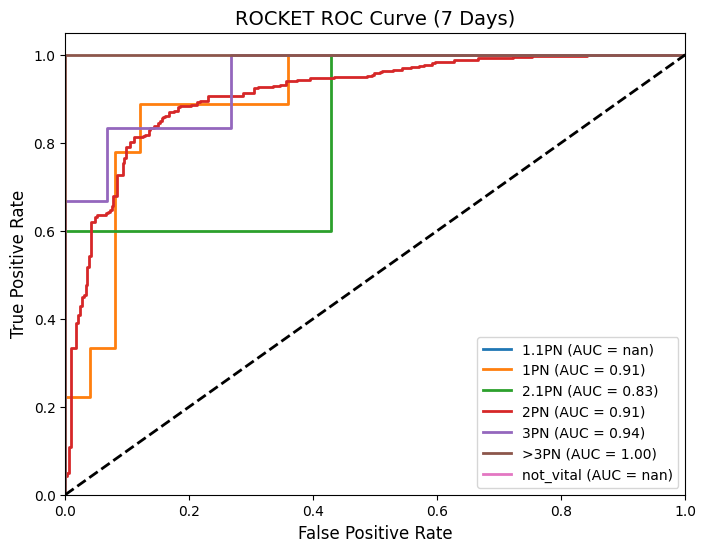 ROCKET ROC Curve (7 Days)
True Positive Rate
1.0
0.8
0.6
0.4
0.2
0.0
1.1PN (AUC = nan)
1PN (AUC = 0.91)
2.1PN (AUC = 0.83)
2PN (AUC = 0.91)
3PN (AUC = 0.94)
>3PN (AUC = 1.00)
not_vital (AUC = nan)
0.0 0.2 0.4 0.6 0.8 1.0
False Positive Rate